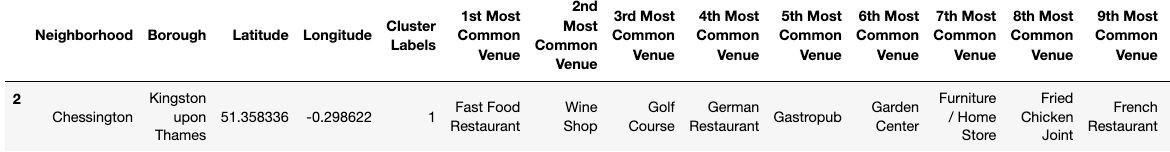 Neighborhood Borough Latitude Longitude Cluster Labels 1st Most Common Venue 2nd Most Common Venue 3rd Most Common Venue 4th Most Common Venue 5th Most Common Venue 6th Most Common Venue 7th Most Common Venue 8th Most Common Venue 9th Most Common Venue
2 Chessington Kingston upon Thames 51.358336 -0.298622 1 Fast Food Restaurant Wine Shop Golf Course German Restaurant Gastropub Garden Center Furniture / Home Store Fried Chicken Joint French Restaurant